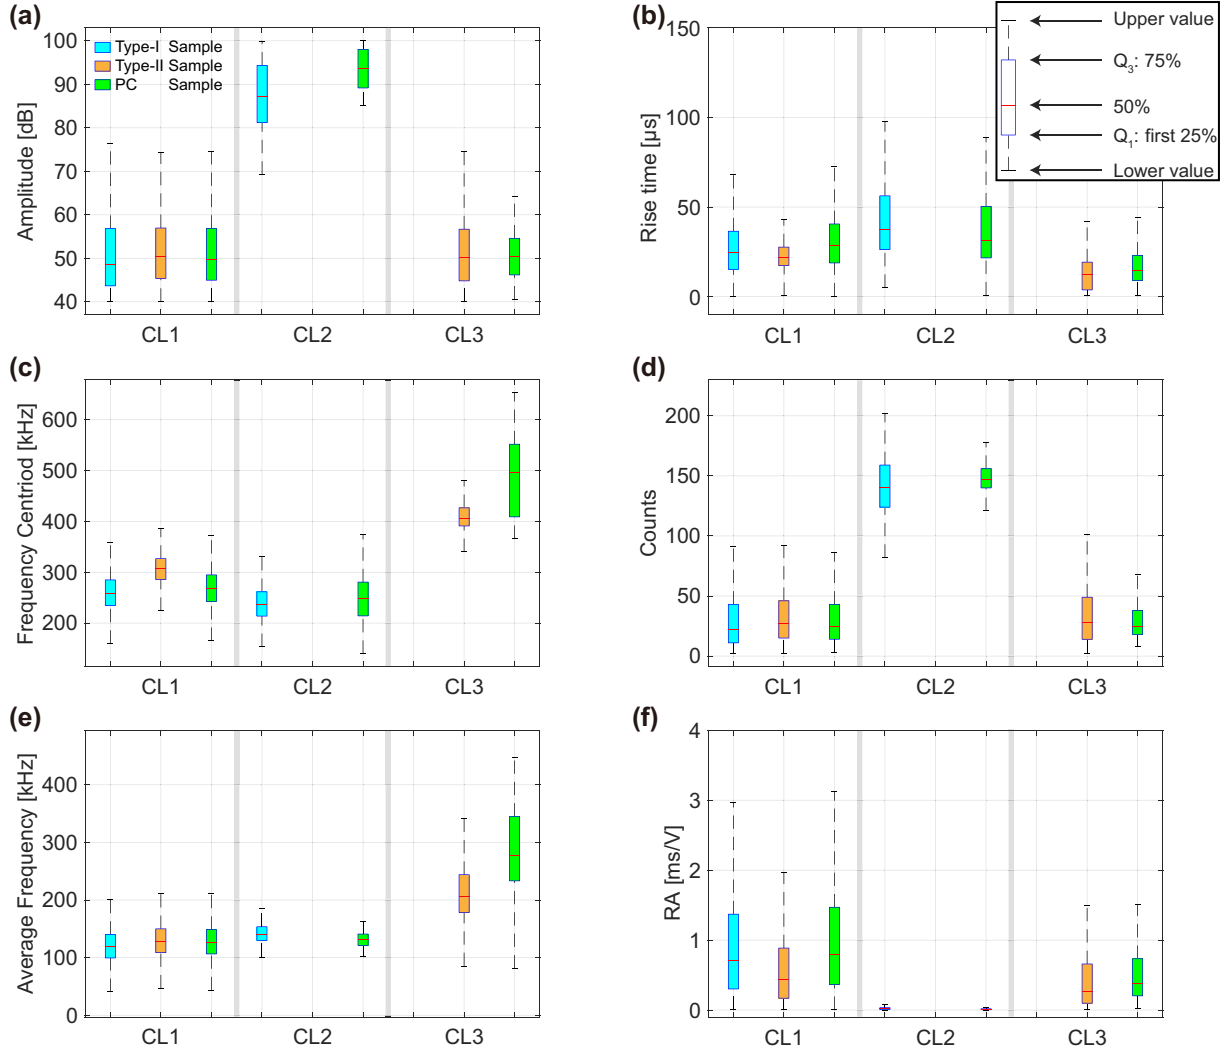 (a)
100
90
80
70
60
50
40
Amplitude [dB]
Type-I Sample
Type-II Sample
PC Sample
CL1 CL2 CL3
(b)
150
100
50
0
Rise time [µs]
Upper value
Q3: 75%
50%
Q1: first 25%
Lower value
CL1 CL2 CL3
(c)
600
500
400
300
200
Frequency Centriod [kHz]
CL1 CL2 CL3
(d)
200
150
100
50
0
Counts
CL1 CL2 CL3
(e)
400
300
200
100
0
Average Frequency [kHz]
CL1 CL2 CL3
(f)
4
3
2
1
0
RA [ms/V]
CL1 CL2 CL3